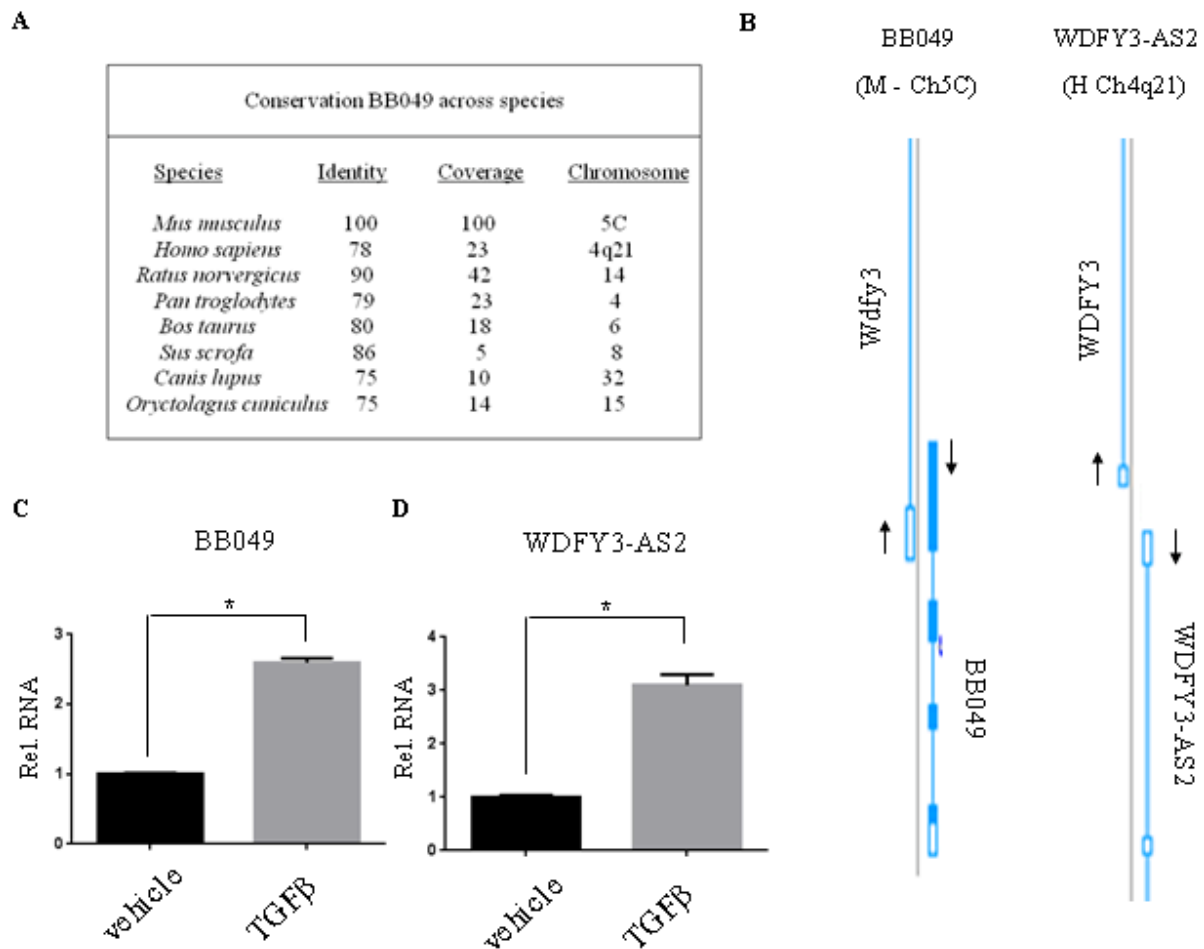 A
Conservation BB049 across species
Species Identity Coverage Chromosome
Mus musculus 100 100 5C
Homo sapiens 78 23 4q21
Ratus norvergicus 90 42 14
Pan troglodytes 79 23 4
Bos taurus 80 18 6
Sus scrofa 86 5 8
Canis lupus 75 10 32
Oryctolagus cuniculus 75 14 15
B
BB049 WDFY3-AS2
(M - Ch5C) (H Ch4q21)
Wdfy3
BB049
WDFY3
WDFY3-AS2
C
BB049
*
Rel. RNA
3
2
1
0
vehicle
TGFβ
D
WDFY3-AS2
*
Rel. RNA
4
3
2
1
0
vehicle
TGFβ